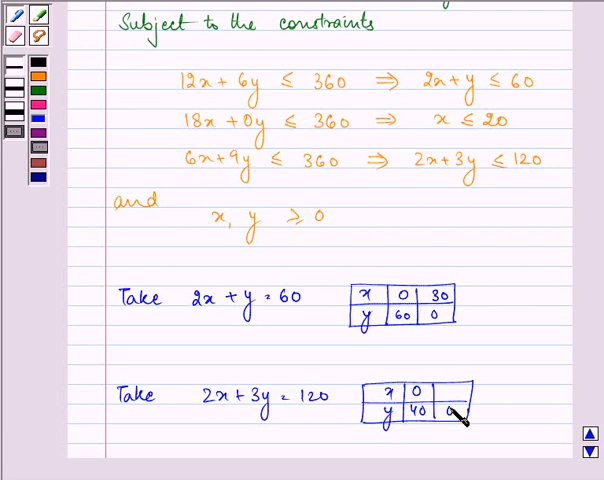 Subject to the constraints
12x + 6y ≤ 360 ⇒ 2x + y ≤ 60
18x + 0y ≤ 360 ⇒ x ≤ 20
6x + 9y ≤ 360 ⇒ 2x + 3y ≤ 120
and
x, y ≥ 0
Take 2x + y = 60
x 0 30
y 60 0
Take 2x + 3y = 120
x 0
y 40 0